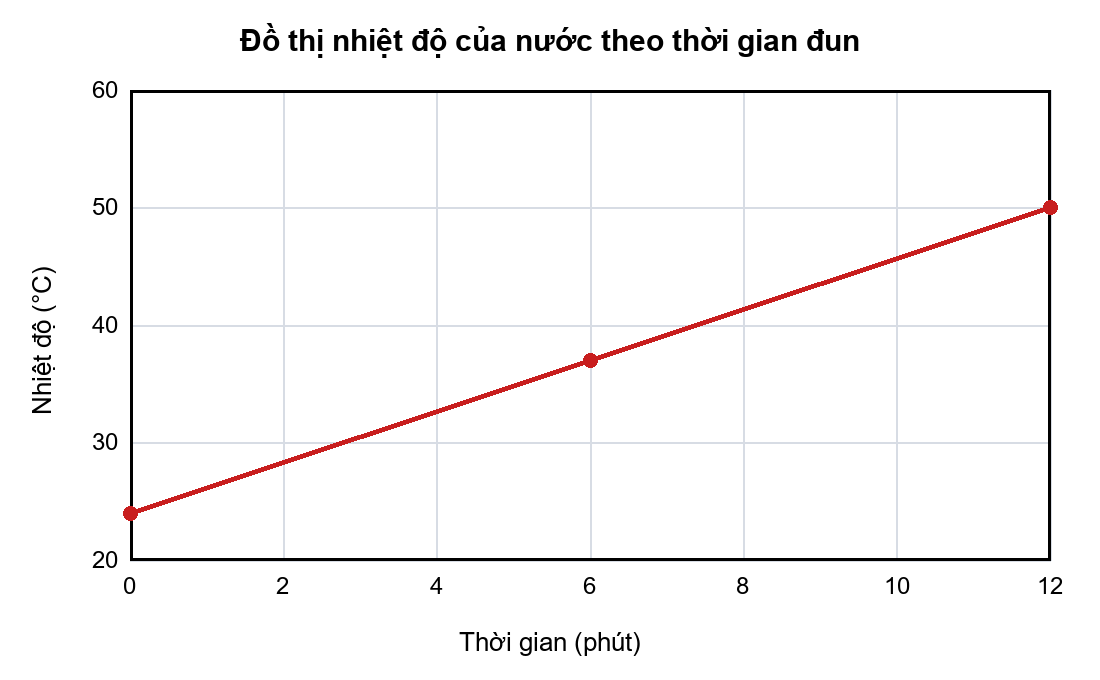 Đồ thị nhiệt độ của nước theo thời gian đun
60
50
40
30
20
Nhiệt độ (°C)
0 2 4 6 8 10 12
Thời gian (phút)